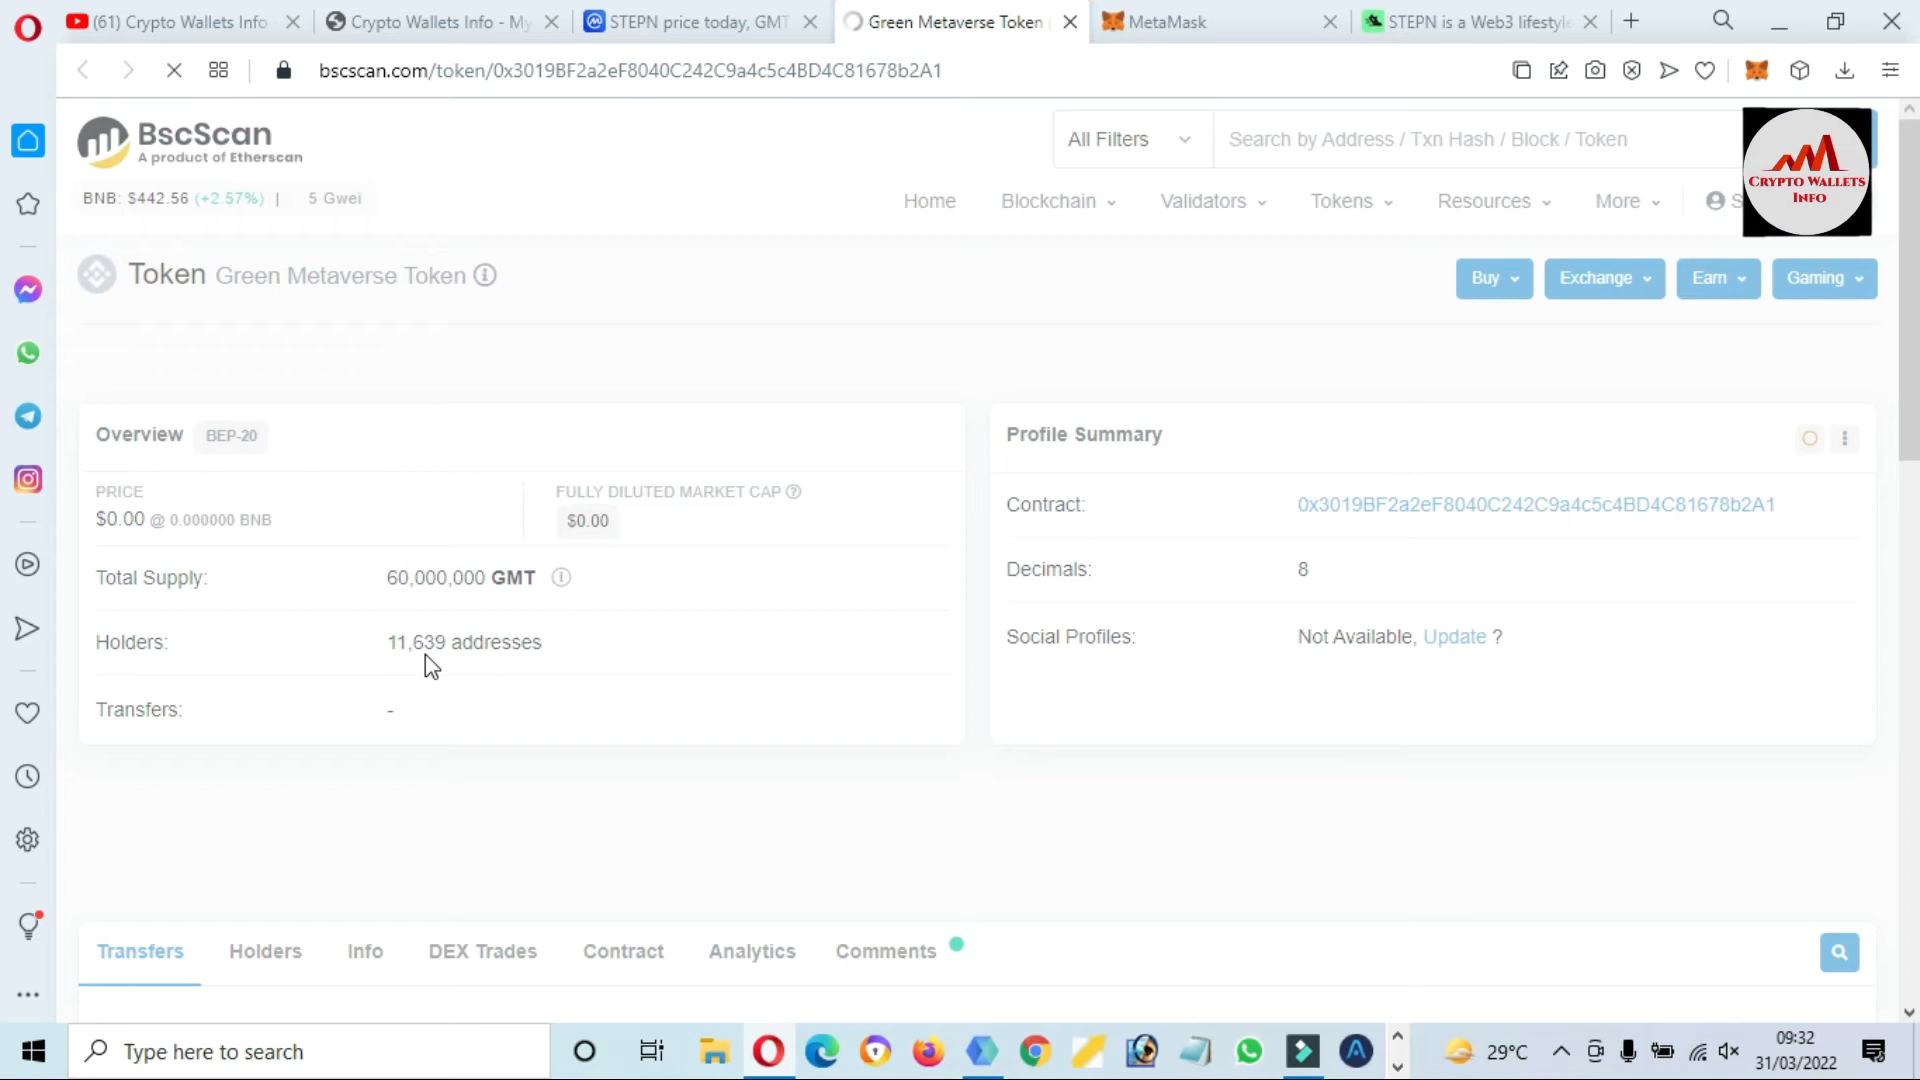 (61) Crypto Wallets Info
Crypto Wallets Info - My
STEPN price today, GMT
Green Metaverse Token
MetaMask
STEPN is a Web3 lifestyle
bscscan.com/token/0x3019BF2a2eF8040C242C9a4c5c4BD4C81678b2A1
BscScan
A product of Etherscan
All Filters
Search by Address / Txn Hash / Block / Token
CRYPTO WALLETS
INFO
BNB: $442.56 (+2.57%) | 5 Gwei
Home
Blockchain
Validators
Tokens
Resources
More
Token Green Metaverse Token
Buy
Exchange
Earn
Gaming
Overview BEP-20
PRICE
$0.00 @ 0.000000 BNB
FULLY DILUTED MARKET CAP
$0.00
Total Supply: 60,000,000 GMT
Holders: 11,639 addresses
Transfers: -
Profile Summary
Contract: 0x3019BF2a2eF8040C242C9a4c5c4BD4C81678b2A1
Decimals: 8
Social Profiles: Not Available, Update ?
Transfers
Holders
Info
DEX Trades
Contract
Analytics
Comments
Type here to search
29°C
09:32
31/03/2022